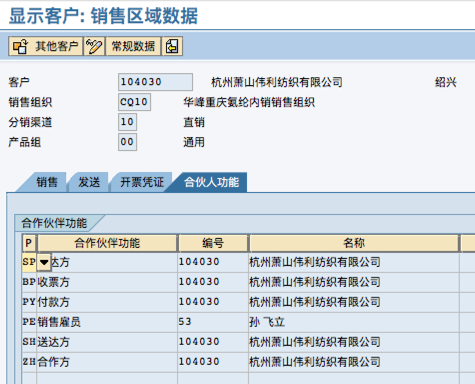 显示客户: 销售区域数据
其他客户 常规数据
客户 104030 杭州萧山伟利纺织有限公司 绍兴
销售组织 CQ10 华峰重庆氨纶内销销售组织
分销渠道 10 直销
产品组 00 通用
销售 发送 开票凭证 合伙人功能
合作伙伴功能
P 合作伙伴功能 编号 名称
SP 达方 104030 杭州萧山伟利纺织有限公司
BP 收票方 104030 杭州萧山伟利纺织有限公司
PY 付款方 104030 杭州萧山伟利纺织有限公司
PE 销售雇员 53 孙 飞立
SH 送达方 104030 杭州萧山伟利纺织有限公司
ZH 合作方 104030 杭州萧山伟利纺织有限公司